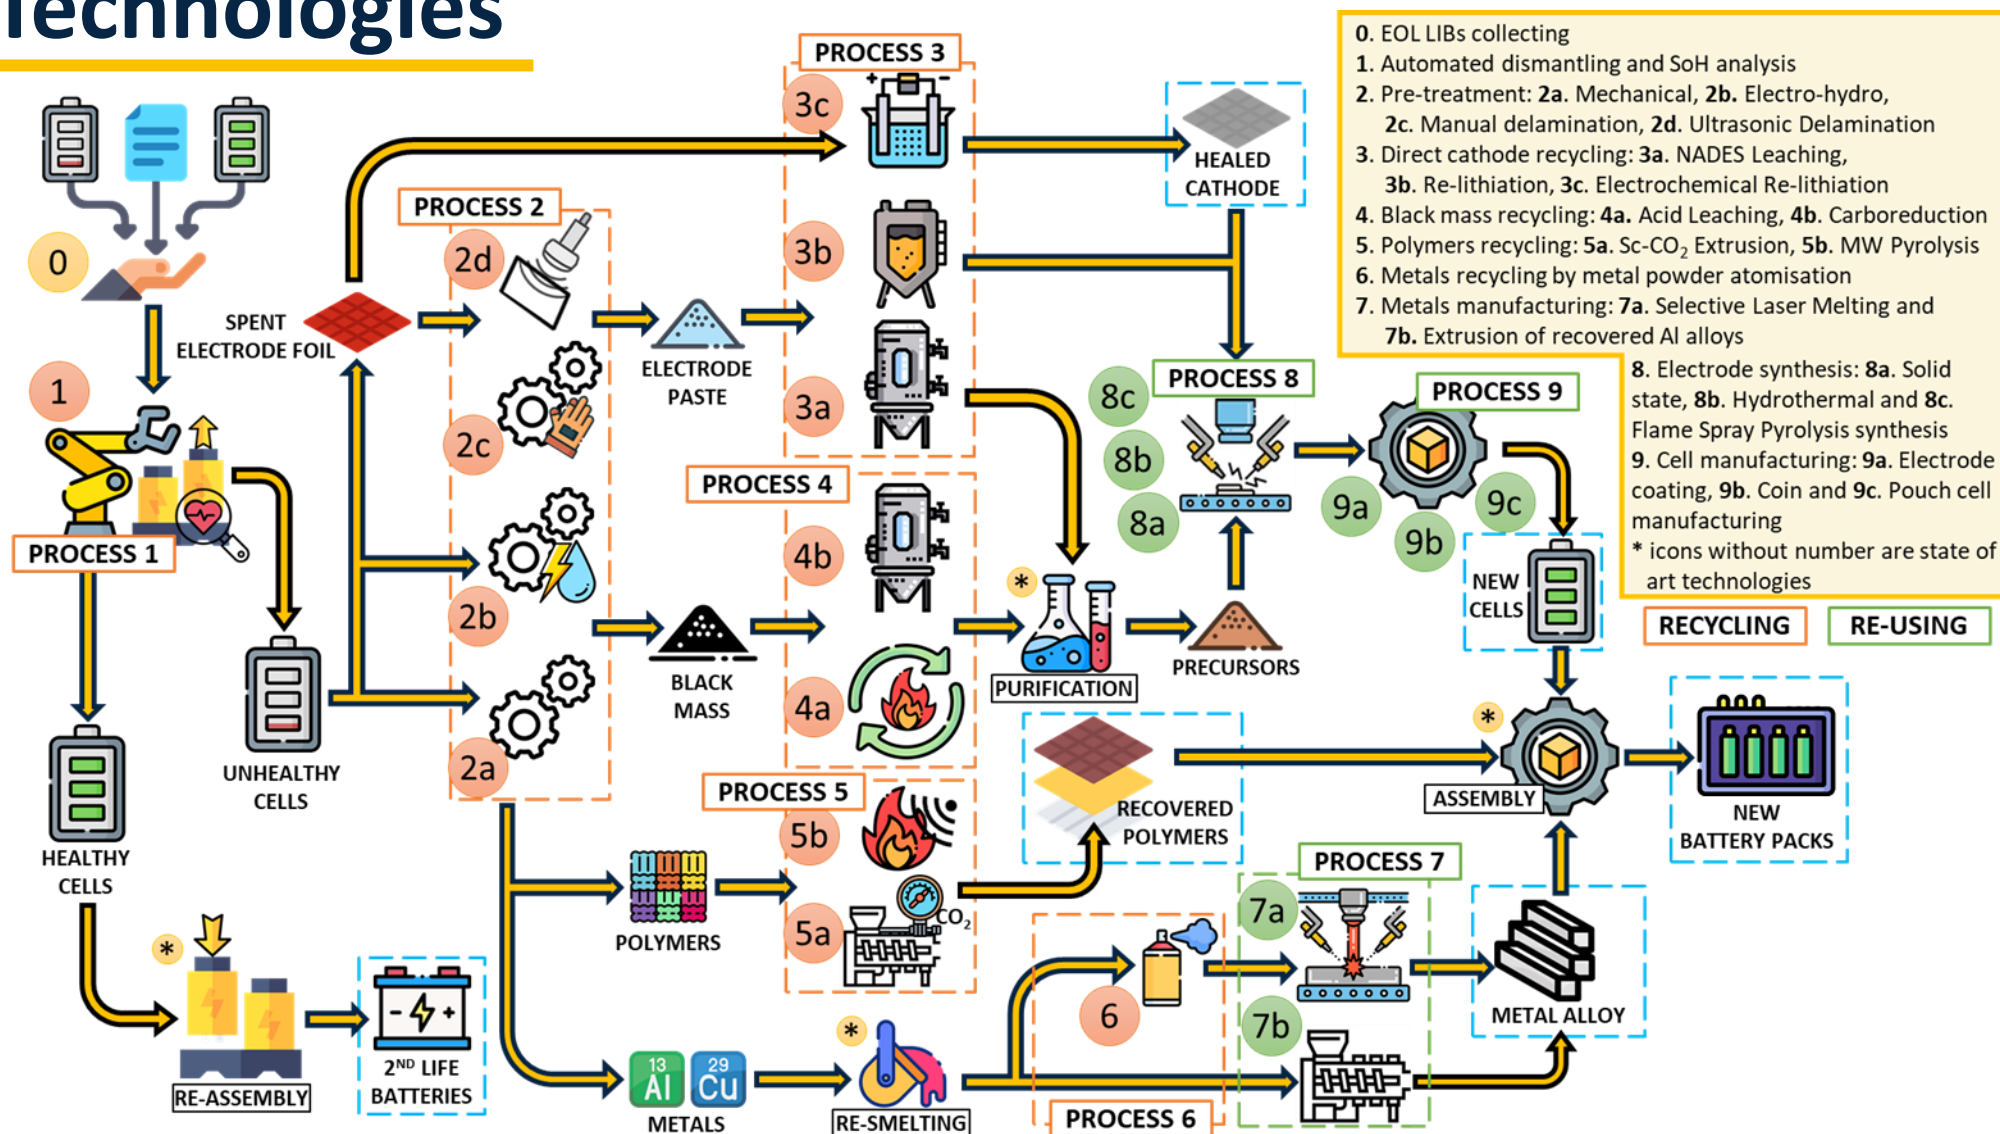 Technologies
PROCESS 3
3c
0. EOL LIBs collecting
1. Automated dismantling and SoH analysis
2. Pre-treatment: 2a. Mechanical, 2b. Electro-hydro,
2c. Manual delamination, 2d. Ultrasonic Delamination
3. Direct cathode recycling: 3a. NADES Leaching,
3b. Re-lithiation, 3c. Electrochemical Re-lithiation
4. Black mass recycling: 4a. Acid Leaching, 4b. Carboreduction
5. Polymers recycling: 5a. Sc-CO₂ Extrusion, 5b. MW Pyrolysis
6. Metals recycling by metal powder atomisation
7. Metals manufacturing: 7a. Selective Laser Melting and
7b. Extrusion of recovered Al alloys
8. Electrode synthesis: 8a. Solid
state, 8b. Hydrothermal and 8c.
Flame Spray Pyrolysis synthesis
9. Cell manufacturing: 9a. Electrode
coating, 9b. Coin and 9c. Pouch cell
manufacturing
* icons without number are state of
art technologies
RECYCLING
RE-USING
HEALED
CATHODE
PROCESS 2
2d
3b
0
SPENT
ELECTRODE FOIL
ELECTRODE
PASTE
1
2c
3a
PROCESS 8
8c
8b
8a
PROCESS 9
9a
9b
9c
PROCESS 4
4b
PROCESS 1
2b
*
NEW
CELLS
BLACK
MASS
4a
PURIFICATION
PRECURSORS
UNHEALTHY
CELLS
2a
*
ASSEMBLY
NEW
BATTERY PACKS
PROCESS 5
5b
RECOVERED
POLYMERS
HEALTHY
CELLS
PROCESS 7
7a
POLYMERS
5a
CO₂
*
6
METAL ALLOY
7b
- +
2ND LIFE
BATTERIES
RE-ASSEMBLY
13
Al
29
Cu
METALS
*
RE-SMELTING
PROCESS 6
+ -